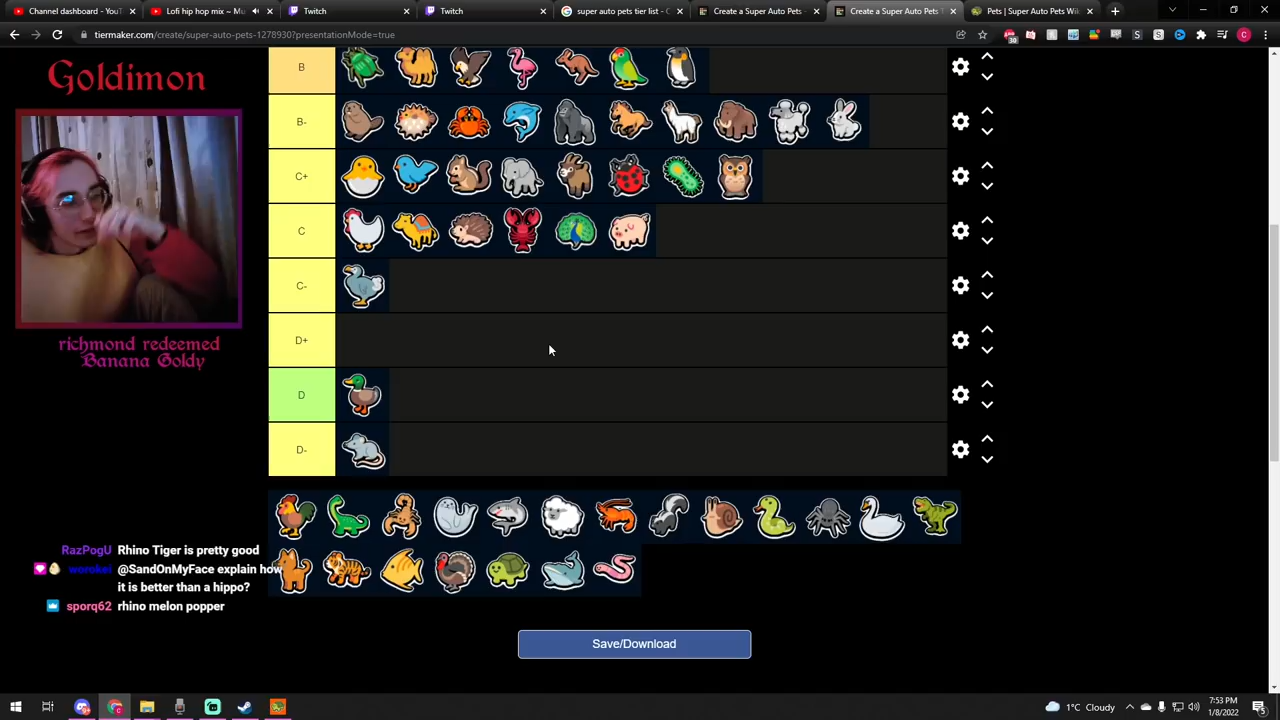 Channel dashboard - YouT
Lofi hip hop mix ~ Mu
Twitch
Twitch
super auto pets tier list - G
Create a Super Auto Pets
Create a Super Auto Pets T
Pets | Super Auto Pets Wik
tiermaker.com/create/super-auto-pets-1278930?presentationMode=true
Goldimon
richmond redeemed
Banana Goldy
B
B-
C+
C
C-
D+
D
D-
RazPogU Rhino Tiger is pretty good
worokei @SandOnMyFace explain how
it is better than a hippo?
sporq62 rhino melon popper
Save/Download
1°C Cloudy
7:53 PM
1/8/2022